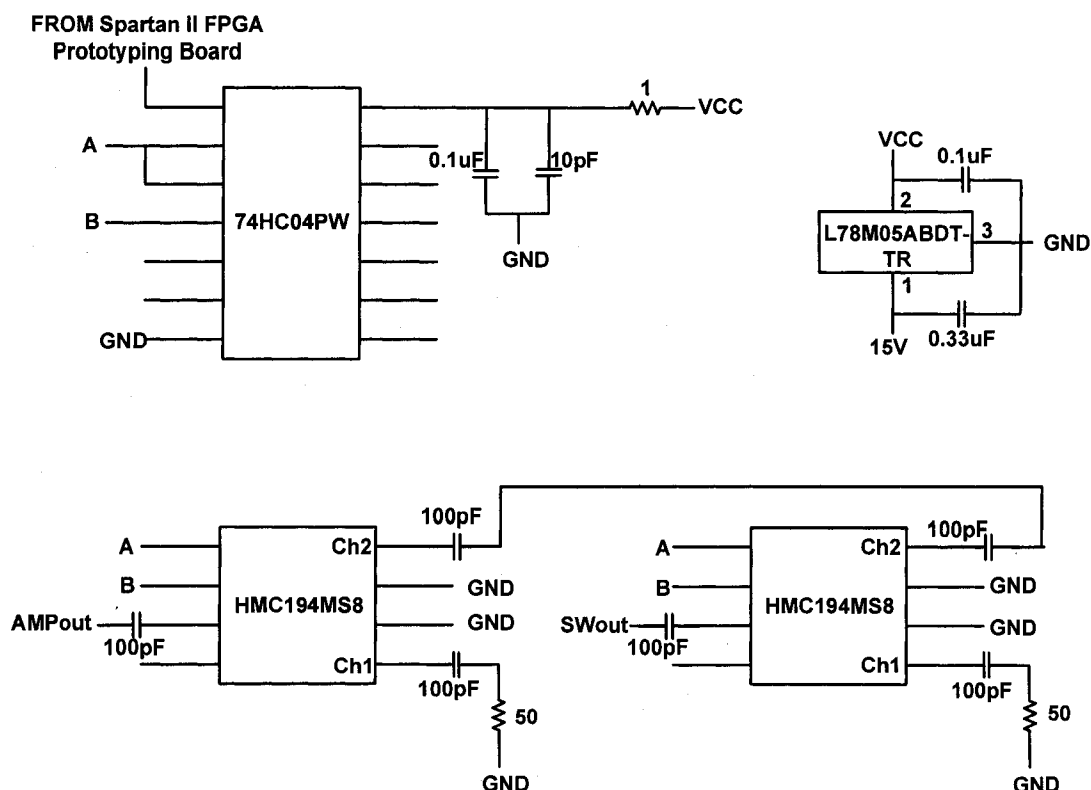 FROM Spartan II FPGA
Prototyping Board
A
B
GND
74HC04PW
0.1uF
10pF
GND
1
VCC
VCC
0.1uF
2
L78M05ABDT-
TR
3
GND
1
15V
0.33uF
A
B
AMPout
100pF
HMC194MS8
Ch2
Ch1
100pF
GND
GND
100pF
50
GND
A
B
SWout
100pF
HMC194MS8
Ch2
Ch1
100pF
GND
GND
100pF
50
GND